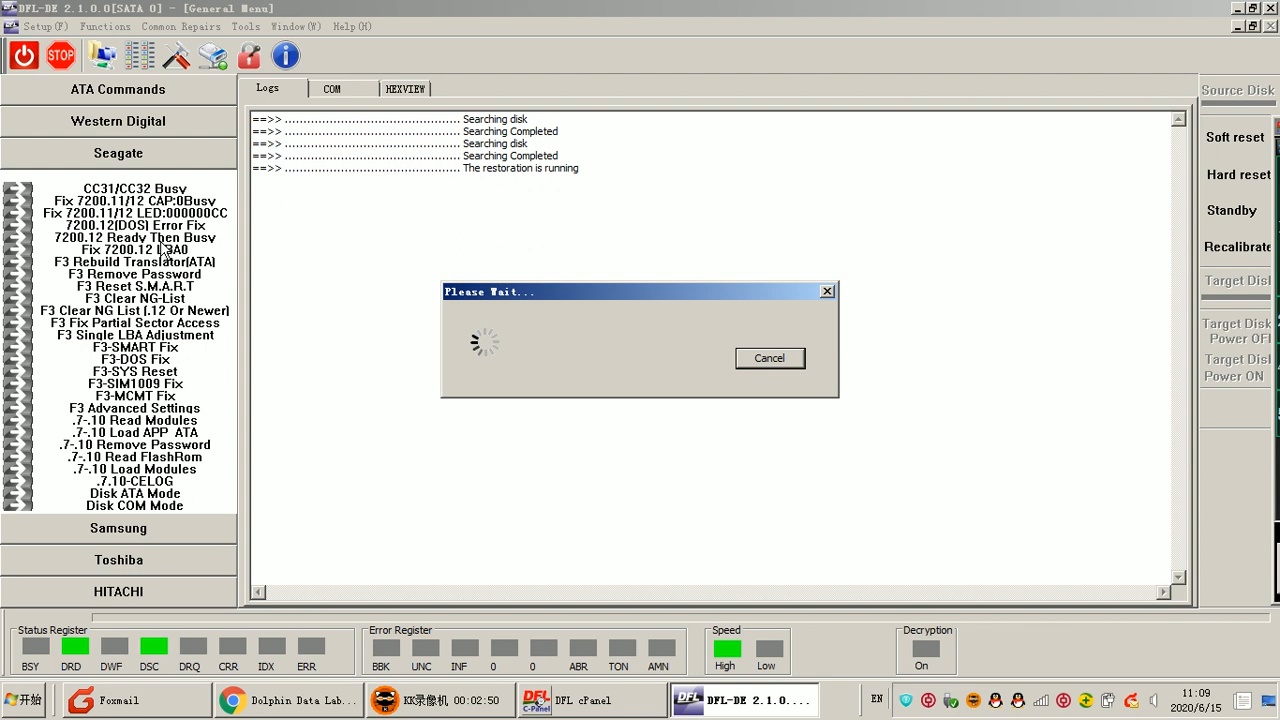 DFL-DE 2.1.0.0[SATA 0] - [General Menu]
Setup(F) Functions Common Repairs Tools Window(W) Help(H)
STOP
ATA Commands
Western Digital
Seagate
CC31/CC32 Busy
Fix 7200.11/12 CAP:0Busy
Fix 7200.11/12 LED:000000CC
7200.12[DOS] Error Fix
7200.12 Ready Then Busy
Fix 7200.12 LBA0
F3 Rebuild Translator[ATA]
F3 Remove Password
F3 Reset S.M.A.R.T
F3 Clear NG-List
F3 Clear NG List [.12 Or Newer]
F3 Fix Partial Sector Access
F3 Single LBA Adjustment
F3-SMART Fix
F3-DOS Fix
F3-SYS Reset
F3-SIM1009 Fix
F3-MCMT Fix
F3 Advanced Settings
.7-.10 Read Modules
.7-.10 Load APP ATA
.7-.10 Remove Password
.7-.10 Read FlashRom
.7-.10 Load Modules
.7.10-CELOG
Disk ATA Mode
Disk COM Mode
Samsung
Toshiba
HITACHI
Logs COM HEXVIEW
==>> ................................................ Searching disk
==>> ................................................ Searching Completed
==>> ................................................ Searching disk
==>> ................................................ Searching Completed
==>> ................................................ The restoration is running
Please Wait...
Cancel
Source Disk
Soft reset
Hard reset
Standby
Recalibrate
Target Disk
Target Disk
Power OFF
Target Disk
Power ON
Status Register
BSY DRD DWF DSC DRQ CRR IDX ERR
Error Register
BBK UNC INF 0 0 ABR TON AMN
Speed
High Low
Decryption
On
开始
Foxmail
Dolphin Data Lab...
KK录像机 00:02:50
DFL
C-Panel
DFL cPanel
DFL
DFL-DE 2.1.0....
EN
11:09
2020/6/15